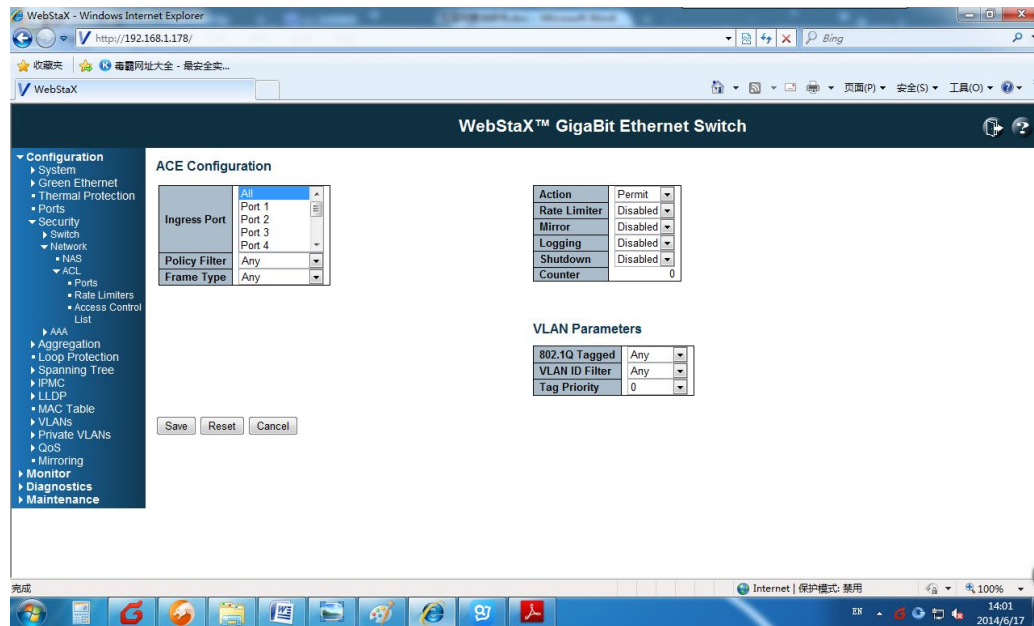 WebStaX - Windows Internet Explorer
http://192.168.1.178/
Bing
收藏夹 毒霸网址大全 - 最安全实...
WebStaX
页面(P) 安全(S) 工具(O)
WebStaX™ GigaBit Ethernet Switch
Configuration
System
Green Ethernet
Thermal Protection
Ports
Security
Switch
Network
NAS
ACL
Ports
Rate Limiters
Access Control
List
AAA
Aggregation
Loop Protection
Spanning Tree
IPMC
LLDP
MAC Table
VLANs
Private VLANs
QoS
Mirroring
Monitor
Diagnostics
Maintenance
ACE Configuration
Ingress Port
All
Port 1
Port 2
Port 3
Port 4
Policy Filter Any
Frame Type Any
Action Permit
Rate Limiter Disabled
Mirror Disabled
Logging Disabled
Shutdown Disabled
Counter 0
VLAN Parameters
802.1Q Tagged Any
VLAN ID Filter Any
Tag Priority 0
Save Reset Cancel
完成
Internet | 保护模式: 禁用
100%
EN
14:01
2014/6/17